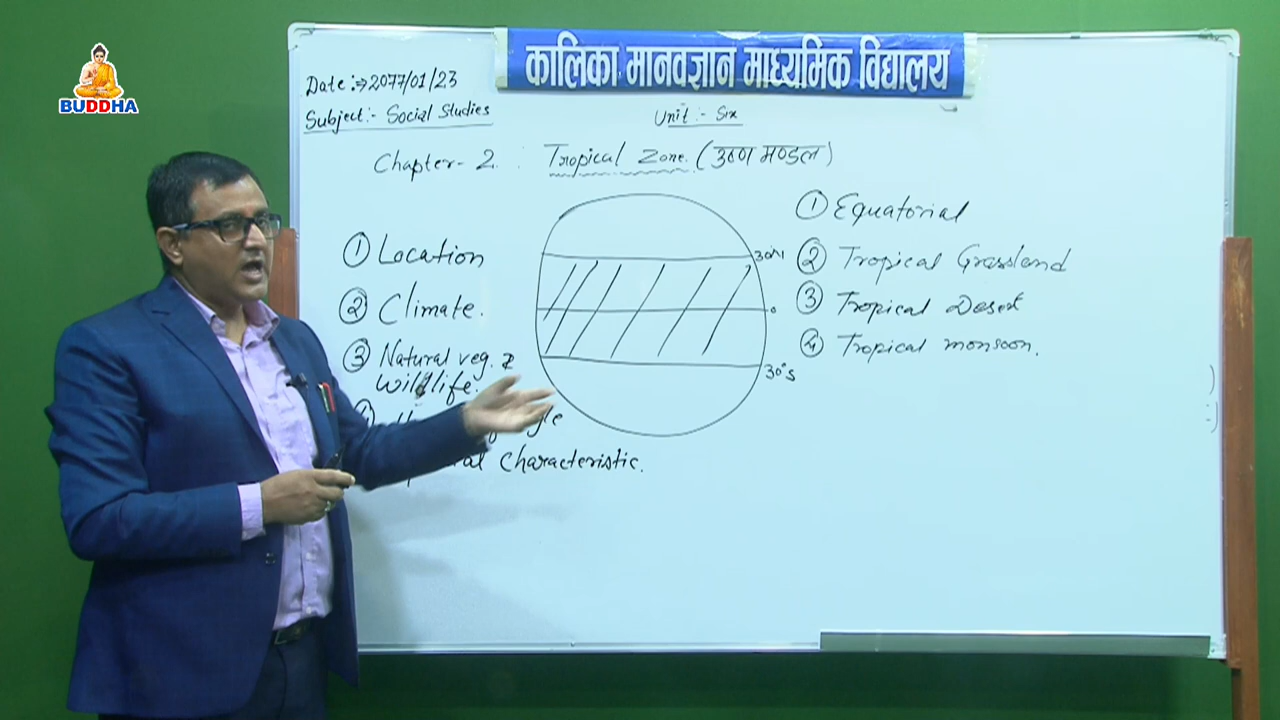 BUDDHA
कालिका मानवज्ञान माध्यमिक विद्यालय
Date :⇒ 2077/01/23
Subject:- Social Studies
Unit :- Six
Chapter- 2 : Tropical Zone. (उष्ण मण्डल)
① Location
② Climate.
③ Natural veg. &
Wildlife.
characteristic.
30°N
0
30°S
① Equatorial
② Tropical Grassland
③ Tropical Desert
④ Tropical monsoon.